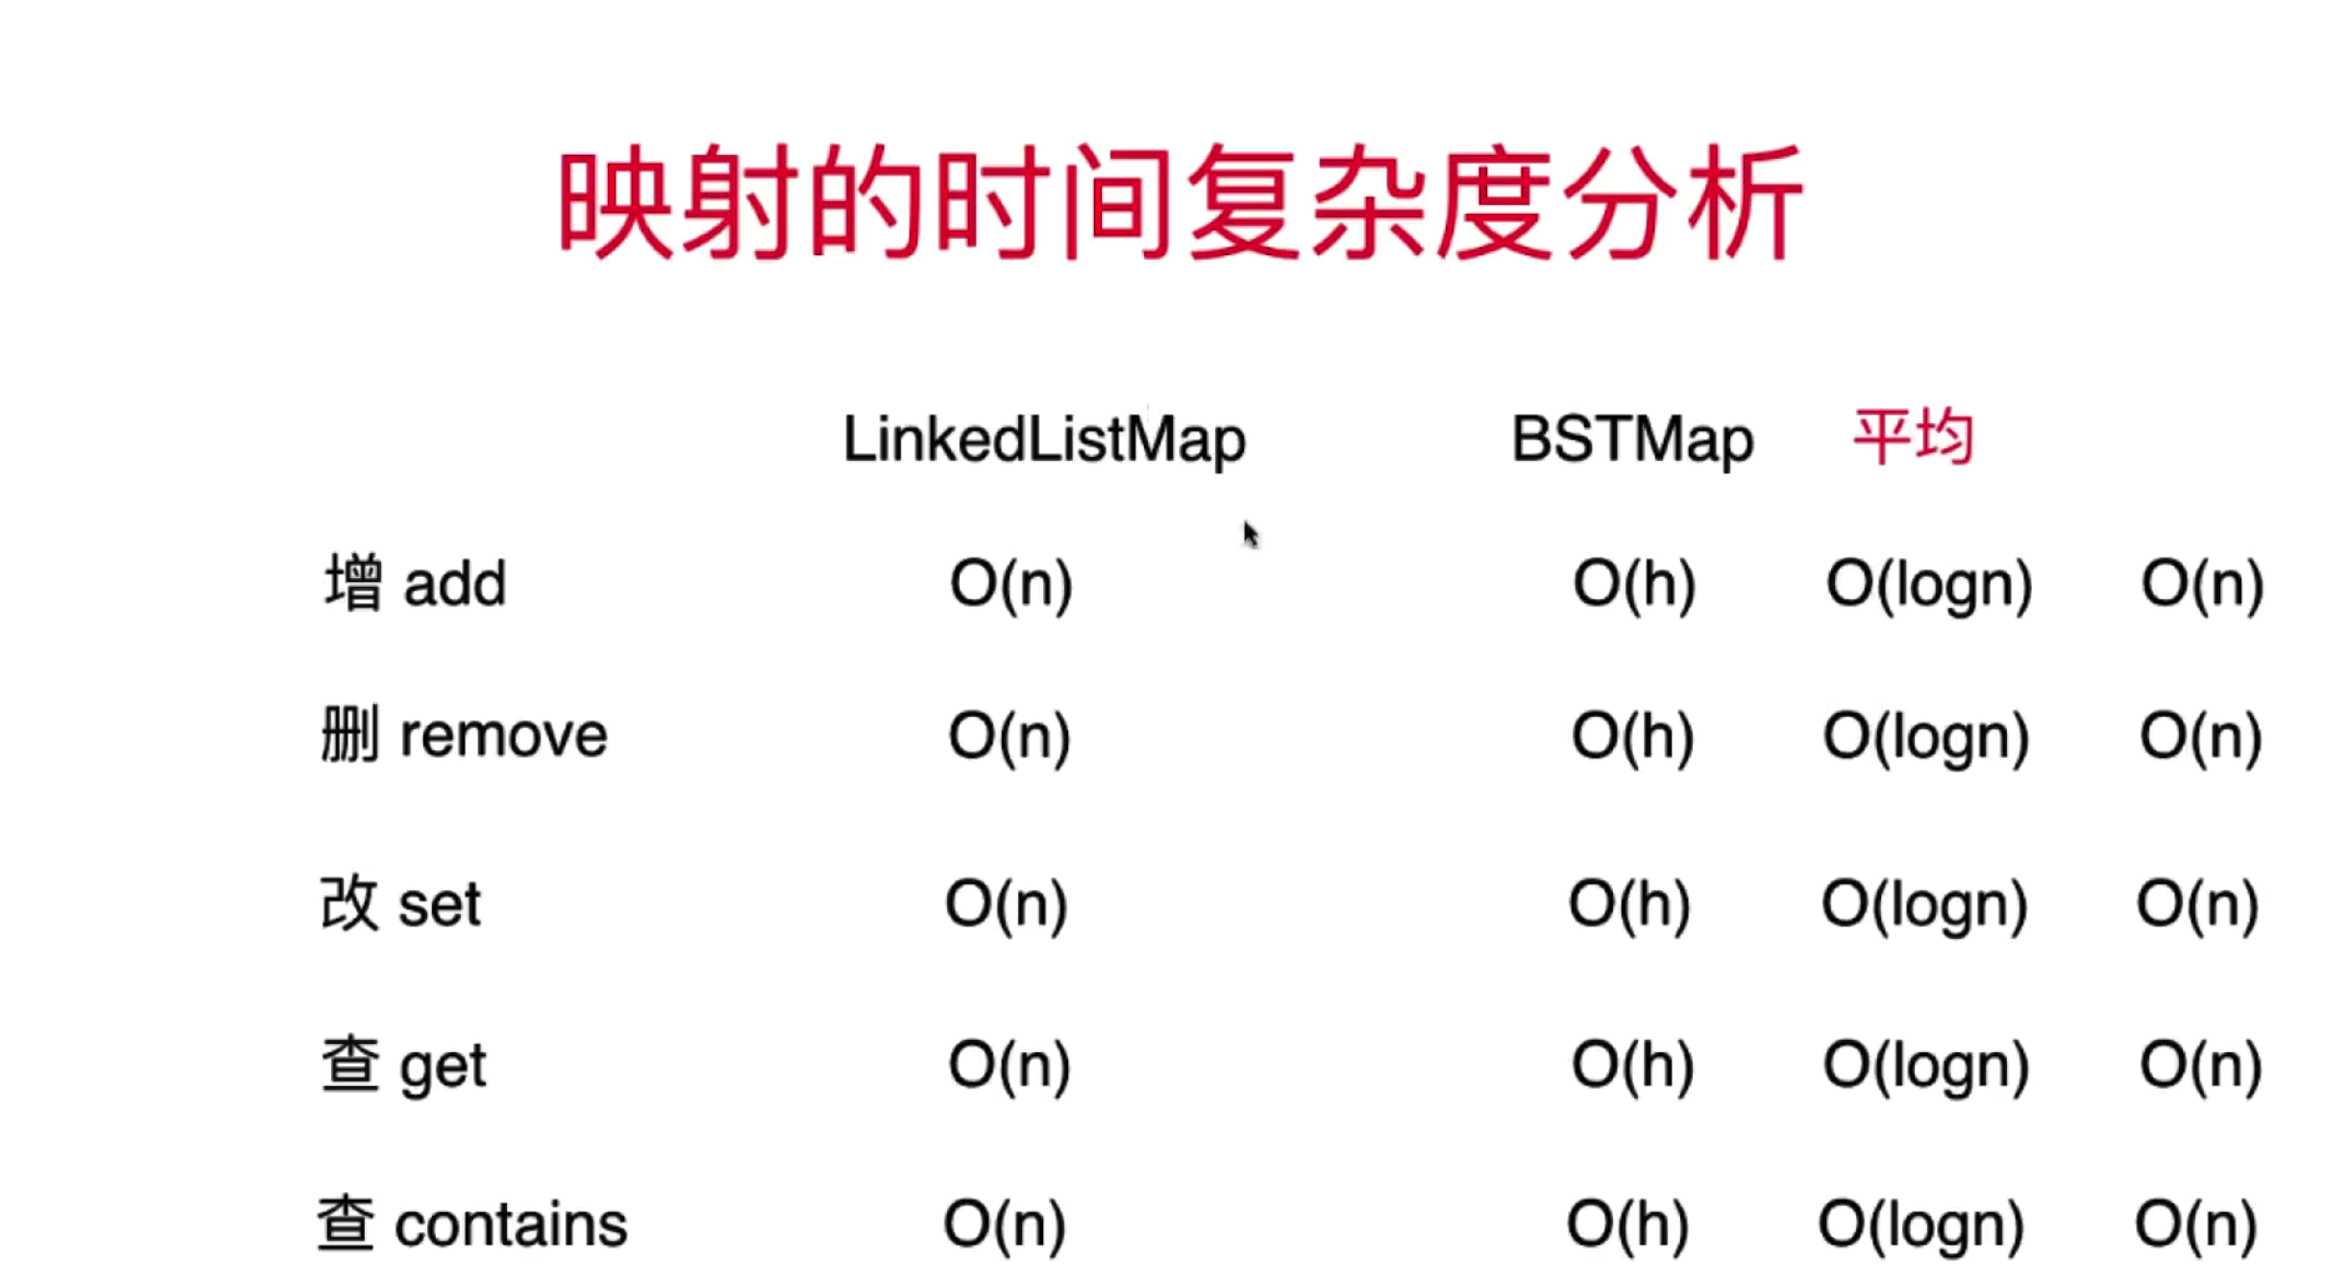 映射的时间复杂度分析
LinkedListMap BSTMap 平均
增 add O(n) O(h) O(logn) O(n)
删 remove O(n) O(h) O(logn) O(n)
改 set O(n) O(h) O(logn) O(n)
查 get O(n) O(h) O(logn) O(n)
查 contains O(n) O(h) O(logn) O(n)